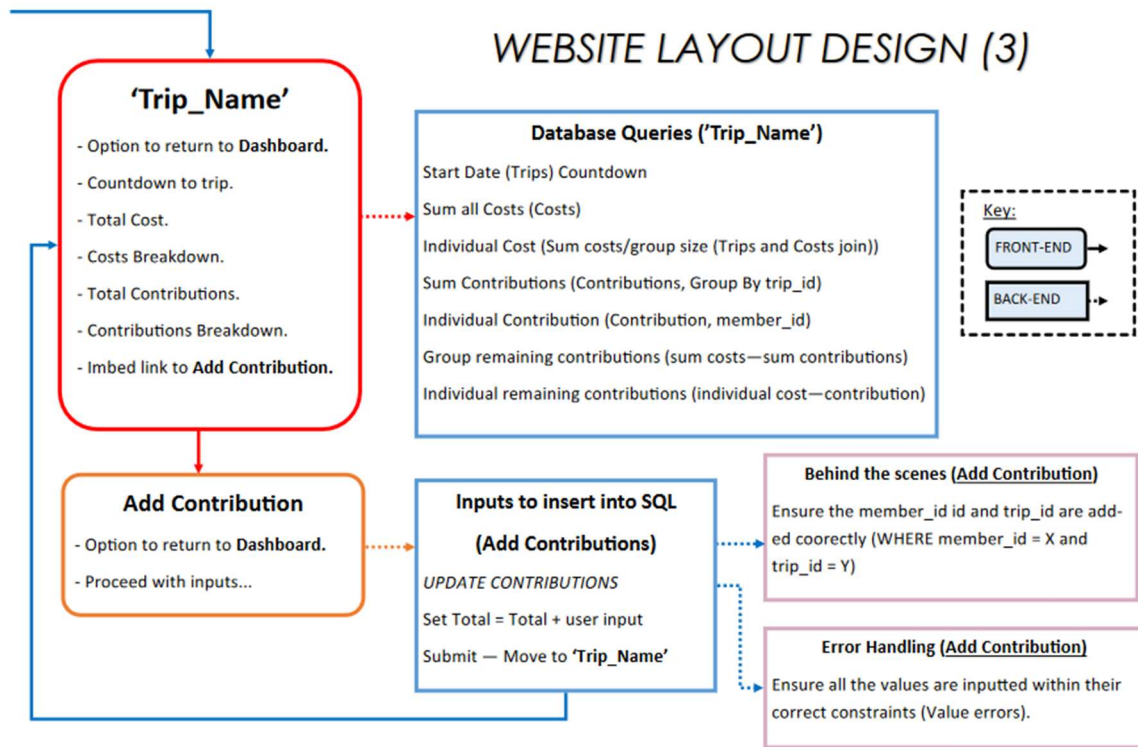 WEBSITE LAYOUT DESIGN (3)
‘Trip_Name’
- Option to return to Dashboard.
- Countdown to trip.
- Total Cost.
- Costs Breakdown.
- Total Contributions.
- Contributions Breakdown.
- Imbed link to Add Contribution.
Database Queries (’Trip_Name’)
Start Date (Trips) Countdown
Sum all Costs (Costs)
Individual Cost (Sum costs/group size (Trips and Costs join))
Sum Contributions (Contributions, Group By trip_id)
Individual Contribution (Contribution, member_id)
Group remaining contributions (sum costs—sum contributions)
Individual remaining contributions (individual cost—contribution)
Key:
FRONT-END
BACK-END
Add Contribution
- Option to return to Dashboard.
- Proceed with inputs...
Inputs to insert into SQL
(Add Contributions)
UPDATE CONTRIBUTIONS
Set Total = Total + user input
Submit — Move to ‘Trip_Name’
Behind the scenes (Add Contribution)
Ensure the member_id id and trip_id are add-
ed coorectly (WHERE member_id = X and
trip_id = Y)
Error Handling (Add Contribution)
Ensure all the values are inputted within their
correct constraints (Value errors).